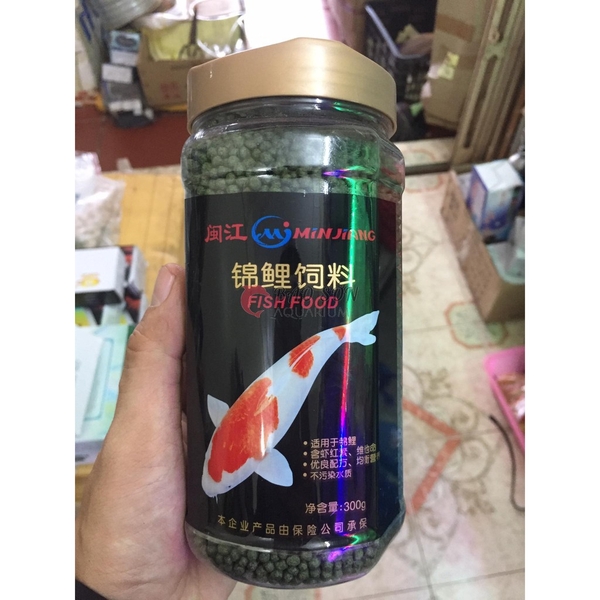 闽江 MINJIANG
锦鲤饲料
FISH FOOD
AQUARIUM
·适用于锦鲤
·含虾红素、维他命
·优良配方、均衡营养
·不污染水质
净含量:300g
本企业产品由保险公司承保